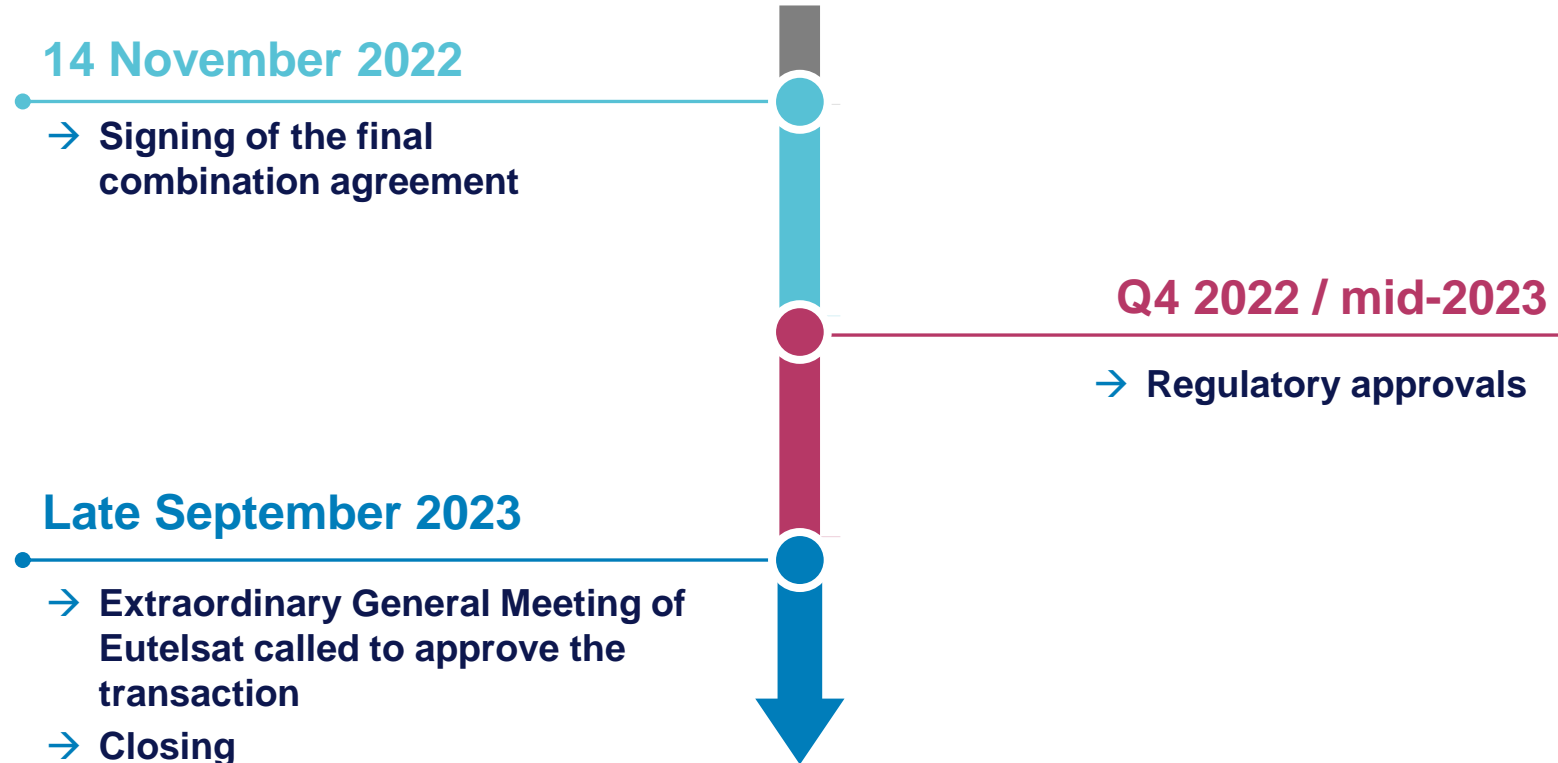 14 November 2022
→ Signing of the final
combination agreement
Q4 2022 / mid-2023
→ Regulatory approvals
Late September 2023
→ Extraordinary General Meeting of
Eutelsat called to approve the
transaction
→ Closing